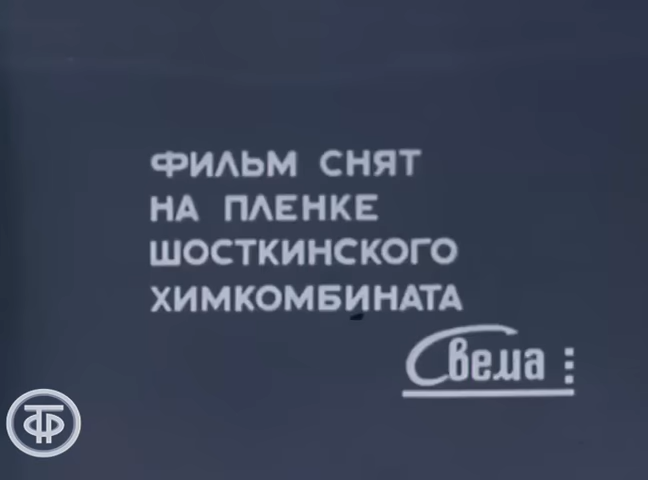 ФИЛЬМ СНЯТ
НА ПЛЕНКЕ
ШОСТКИНСКОГО
ХИМКОМБИНАТА
Свема